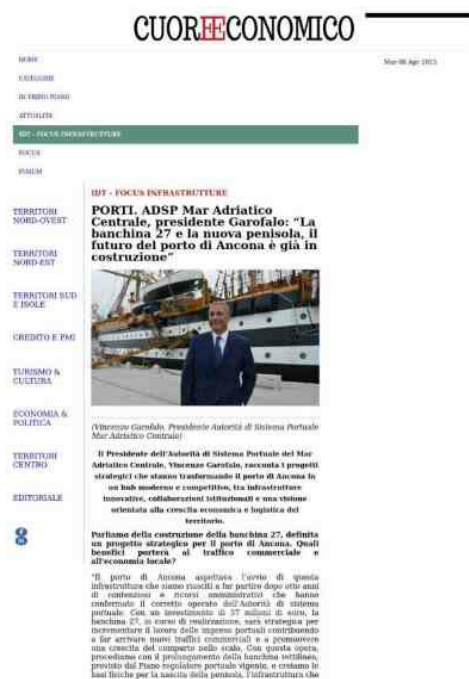 CUOREECONOMICO
Mar 08 Apr 2025
HOME
CATEGORIE
IN PRIMO PIANO
ATTUALITÀ
IDT - FOCUS INFRASTRUTTURE
FOCUS
FORUM
TERRITORI
NORD-OVEST
TERRITORI
NORD-EST
TERRITORI SUD
E ISOLE
CREDITO E PMI
TURISMO &
CULTURA
ECONOMIA &
POLITICA
TERRITORI
CENTRO
EDITORIALE
IDT - FOCUS INFRASTRUTTURE
PORTI. ADSP Mar Adriatico
Centrale, presidente Garofalo: “La
banchina 27 e la nuova penisola, il
futuro del porto di Ancona è già in
costruzione”
(Vincenzo Garofalo, Presidente Autorità di Sistema Portuale
Mar Adriatico Centrale)
Il Presidente dell'Autorità di Sistema Portuale del Mar
Adriatico Centrale, Vincenzo Garofalo, racconta i progetti
strategici che stanno trasformando il porto di Ancona in
un hub moderno e competitivo, tra infrastrutture
innovative, collaborazioni istituzionali e una visione
orientata alla crescita economica e logistica del
territorio.
Parliamo della costruzione della banchina 27, definita
un progetto strategico per il porto di Ancona. Quali
benefici porterà al traffico commerciale e
all'economia locale?
"Il porto di Ancona aspettava l'avvio di questa
infrastruttura che siamo riusciti a far partire dopo otto anni
di contenziosi e ricorsi amministrativi che hanno
confermato il corretto operato dell'Autorità di sistema
portuale. Con un investimento di 37 milioni di euro, la
banchina 27, in corso di realizzazione, sarà strategica per
incrementare il lavoro delle imprese portuali contribuendo
a far arrivare nuovi traffici commerciali e a promuovere
una crescita del comparto nello scalo. Con questa opera,
procediamo con il prolungamento della banchina rettilinea,
previsto dal Piano regolatore portuale vigente, e creiamo le
basi fisiche per la nascita della penisola, l'infrastruttura che